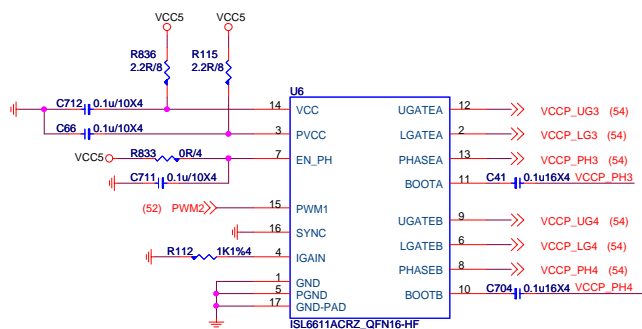 VCC5
VCC5
R836
2.2R/8
R115
2.2R/8
U6
C712
0.1u/10X4
14
VCC
UGATEA
12
VCCP_UG3
(54)
C66
0.1u/10X4
3
PVCC
LGATEA
2
VCCP_LG3
(54)
VCC5
R833
0R/4
7
EN_PH
PHASEA
13
VCCP_PH3
(54)
C711
0.1u/10X4
BOOTA
11
C41
0.1u16X4
VCCP_PH3
(52)
PWM2
15
PWM1
UGATEB
9
VCCP_UG4
(54)
16
SYNC
LGATEB
6
VCCP_LG4
(54)
R112
1K1%4
4
IGAIN
PHASEB
8
VCCP_PH4
(54)
1
GND
5
PGND
17
GND-PAD
BOOTB
10
C704
0.1u16X4
VCCP_PH4
ISL6611ACRZ_QFN16-HF